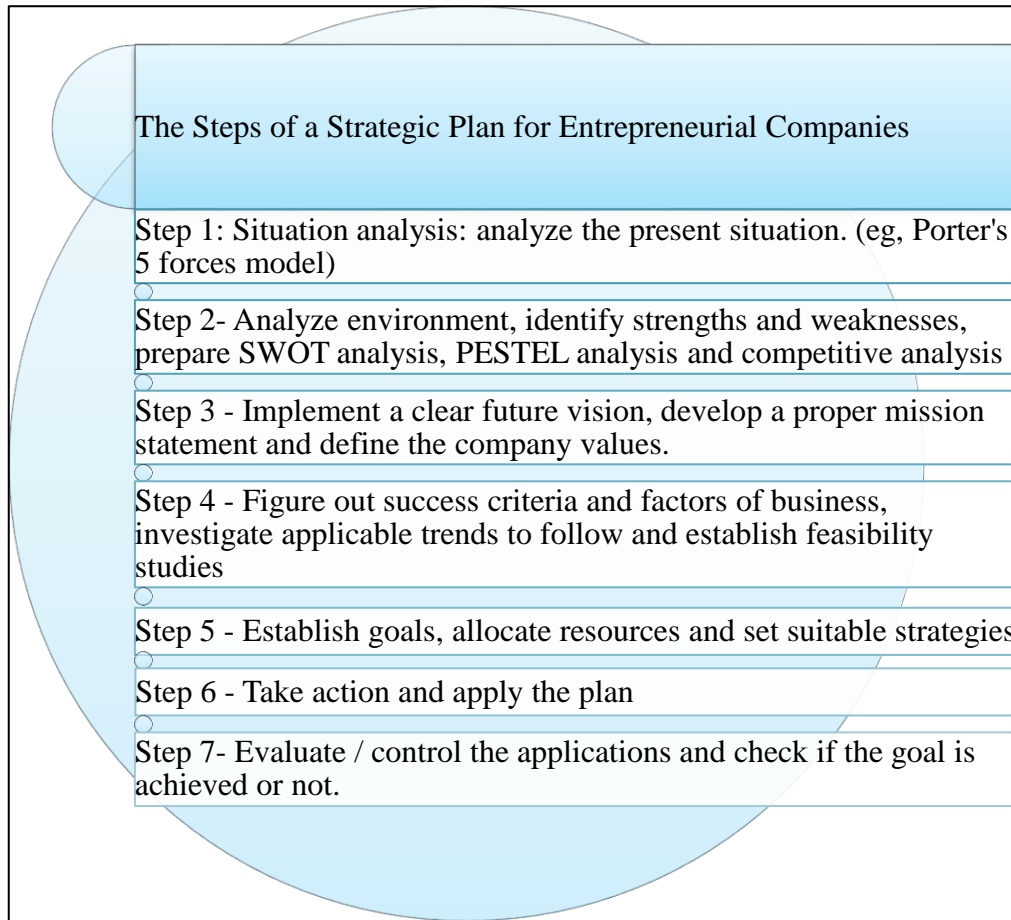 The Steps of a Strategic Plan for Entrepreneurial Companies
Step 1: Situation analysis: analyze the present situation. (eg, Porter's
5 forces model)
Step 2- Analyze environment, identify strengths and weaknesses,
prepare SWOT analysis, PESTEL analysis and competitive analysis
Step 3 - Implement a clear future vision, develop a proper mission
statement and define the company values.
Step 4 - Figure out success criteria and factors of business,
investigate applicable trends to follow and establish feasibility
studies
Step 5 - Establish goals, allocate resources and set suitable strategies
Step 6 - Take action and apply the plan
Step 7- Evaluate / control the applications and check if the goal is
achieved or not.